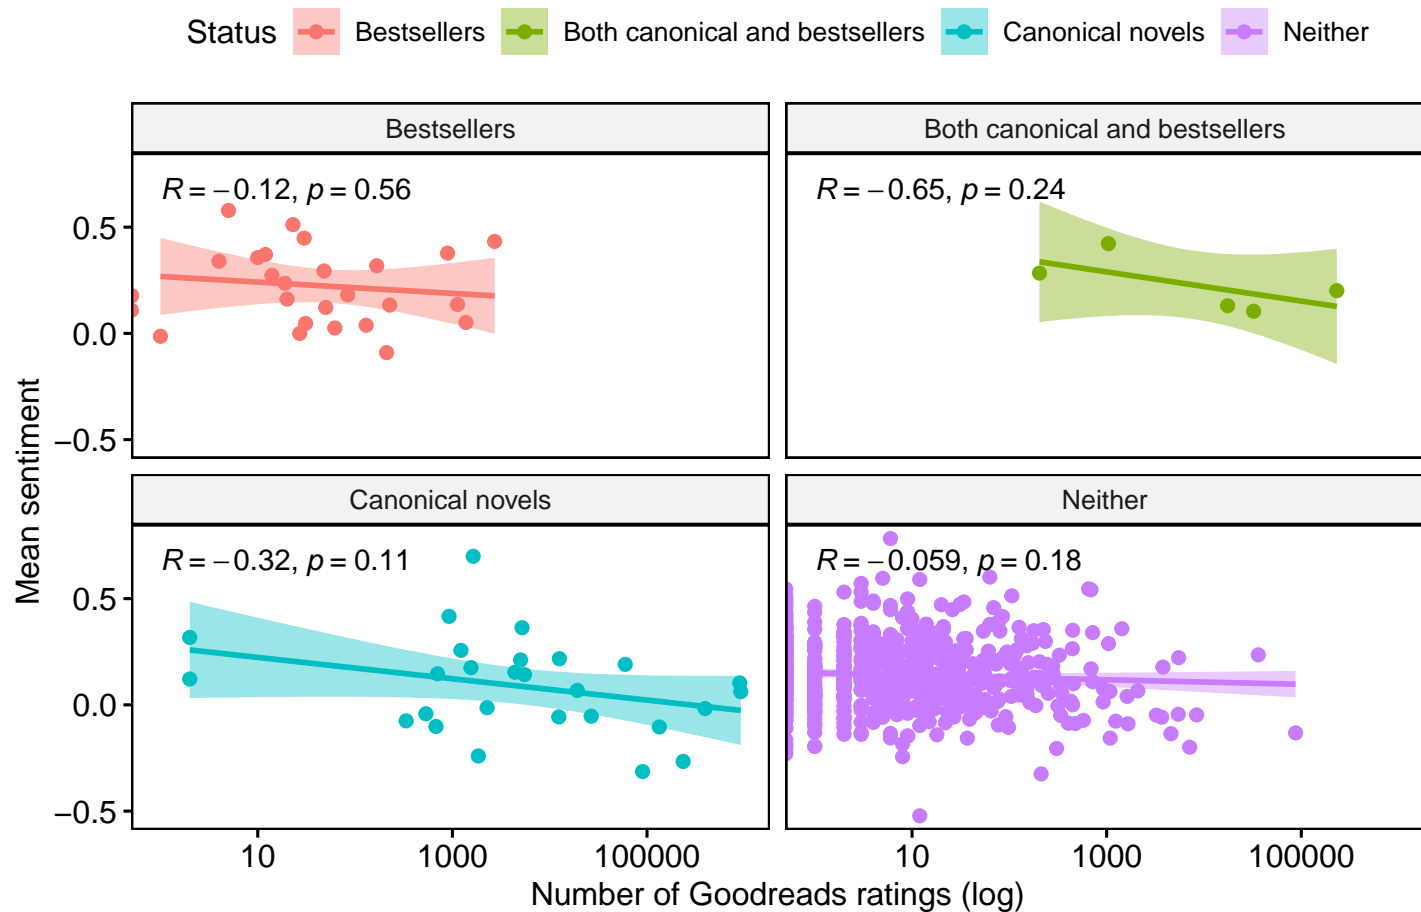 Status Bestsellers Both canonical and bestsellers Canonical novels Neither
Bestsellers
Both canonical and bestsellers
R = −0.12, p = 0.56
R = −0.65, p = 0.24
0.5
0.0
−0.5
Mean sentiment
Canonical novels
Neither
R = −0.32, p = 0.11
R = −0.059, p = 0.18
0.5
0.0
−0.5
10 1000 100000
10 1000 100000
Number of Goodreads ratings (log)